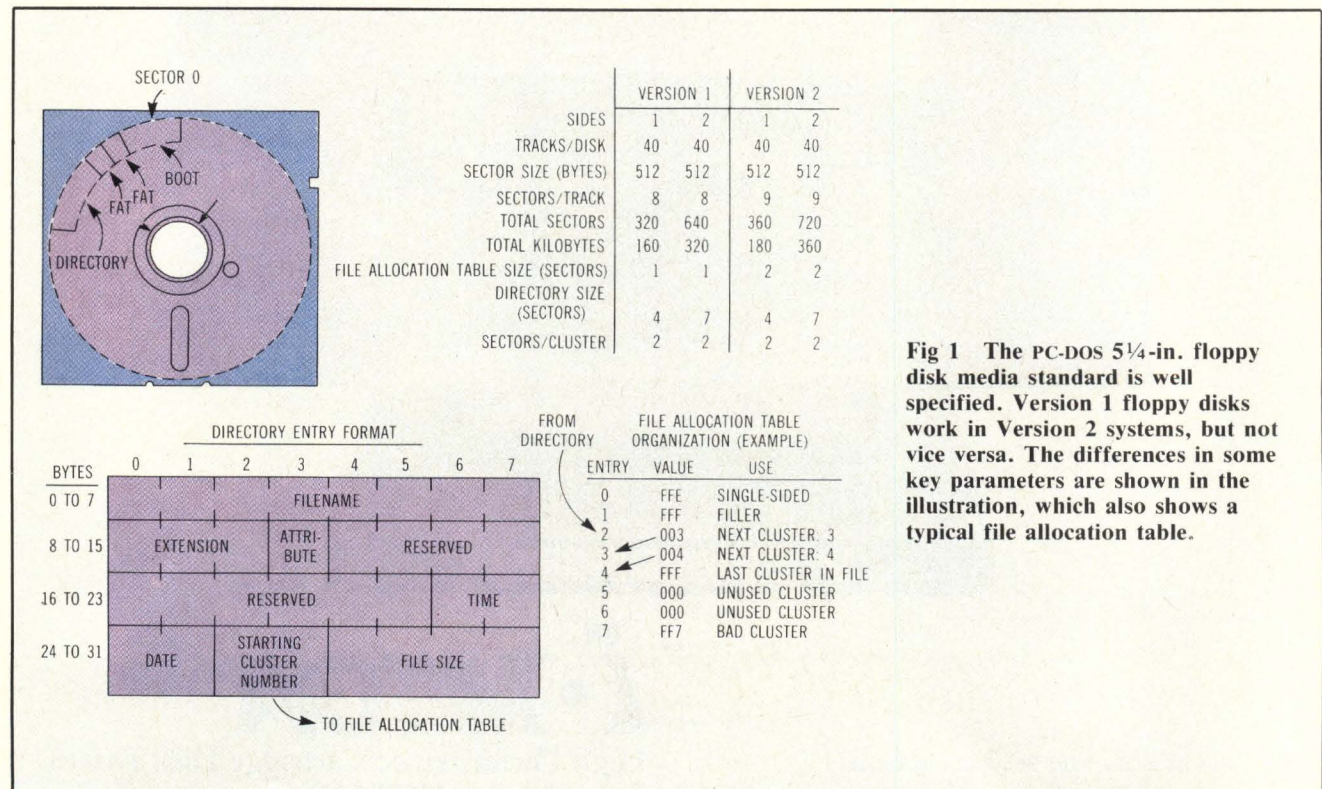 SECTOR 0
BOOT
FAT
FAT
DIRECTORY
VERSION 1 VERSION 2
SIDES 1 2 1 2
TRACKS/DISK 40 40 40 40
SECTOR SIZE (BYTES) 512 512 512 512
SECTORS/TRACK 8 8 9 9
TOTAL SECTORS 320 640 360 720
TOTAL KILOBYTES 160 320 180 360
FILE ALLOCATION TABLE SIZE (SECTORS) 1 1 2 2
DIRECTORY SIZE
(SECTORS) 4 7 4 7
SECTORS/CLUSTER 2 2 2 2
Fig 1 The PC-DOS 5¼-in. floppy
disk media standard is well
specified. Version 1 floppy disks
work in Version 2 systems, but not
vice versa. The differences in some
key parameters are shown in the
illustration, which also shows a
typical file allocation table.
DIRECTORY ENTRY FORMAT
BYTES 0 1 2 3 4 5 6 7
0 TO 7 FILENAME
8 TO 15 EXTENSION ATTRI-
BUTE RESERVED
16 TO 23 RESERVED TIME
24 TO 31 DATE STARTING
CLUSTER
NUMBER FILE SIZE
TO FILE ALLOCATION TABLE
FROM
DIRECTORY
FILE ALLOCATION TABLE
ORGANIZATION (EXAMPLE)
ENTRY VALUE USE
0 FFE SINGLE-SIDED
1 FFF FILLER
2 003 NEXT CLUSTER: 3
3 004 NEXT CLUSTER: 4
4 FFF LAST CLUSTER IN FILE
5 000 UNUSED CLUSTER
6 000 UNUSED CLUSTER
7 FF7 BAD CLUSTER